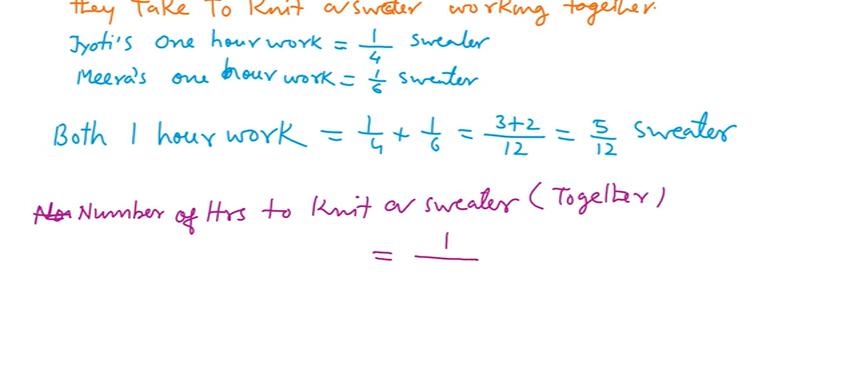 they Take To Knit a sweater working together.
Jyoti's One hour work = 1/4 sweater
Meera's one hour work = 1/6 sweater
Both 1 hour work = 1/4 + 1/6 = 3+2/12 = 5/12 sweater
Number of Hrs to Knit a sweater (Together)
= 1/